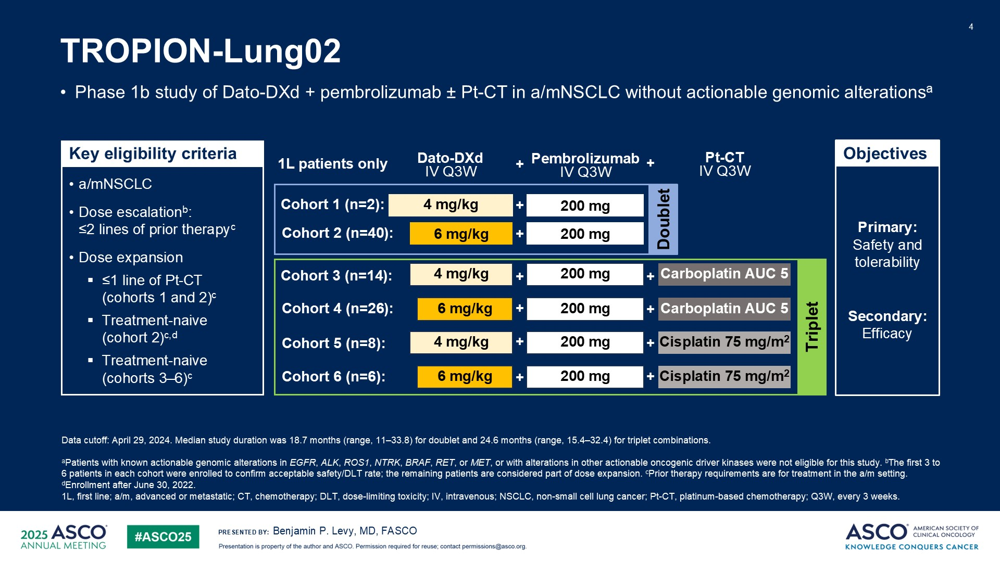 4
TROPION-Lung02
• Phase 1b study of Dato-DXd + pembrolizumab ± Pt-CT in a/mNSCLC without actionable genomic alterationsᵃ
Key eligibility criteria
• a/mNSCLC
• Dose escalationᵇ:
≤2 lines of prior therapyᶜ
• Dose expansion
▪ ≤1 line of Pt-CT
(cohorts 1 and 2)ᶜ
▪ Treatment-naive
(cohort 2)ᶜ,ᵈ
▪ Treatment-naive
(cohorts 3–6)ᶜ
1L patients only
Dato-DXd
IV Q3W
+
Pembrolizumab
IV Q3W
+
Pt-CT
IV Q3W
Cohort 1 (n=2): 4 mg/kg + 200 mg
Cohort 2 (n=40): 6 mg/kg + 200 mg
Doublet
Cohort 3 (n=14): 4 mg/kg + 200 mg + Carboplatin AUC 5
Cohort 4 (n=26): 6 mg/kg + 200 mg + Carboplatin AUC 5
Cohort 5 (n=8): 4 mg/kg + 200 mg + Cisplatin 75 mg/m²
Cohort 6 (n=6): 6 mg/kg + 200 mg + Cisplatin 75 mg/m²
Triplet
Objectives
Primary:
Safety and
tolerability
Secondary:
Efficacy
Data cutoff: April 29, 2024. Median study duration was 18.7 months (range, 11–33.8) for doublet and 24.6 months (range, 15.4–32.4) for triplet combinations.
ᵃPatients with known actionable genomic alterations in EGFR, ALK, ROS1, NTRK, BRAF, RET, or MET, or with alterations in other actionable oncogenic driver kinases were not eligible for this study. ᵇThe first 3 to
6 patients in each cohort were enrolled to confirm acceptable safety/DLT rate; the remaining patients are considered part of dose expansion. ᶜPrior therapy requirements are for treatment in the a/m setting.
ᵈEnrollment after June 30, 2022.
1L, first line; a/m, advanced or metastatic; CT, chemotherapy; DLT, dose-limiting toxicity; IV, intravenous; NSCLC, non-small cell lung cancer; Pt-CT, platinum-based chemotherapy; Q3W, every 3 weeks.
2025 ASCO®
ANNUAL MEETING
#ASCO25
PRESENTED BY: Benjamin P. Levy, MD, FASCO
Presentation is property of the author and ASCO. Permission required for reuse; contact permissions@asco.org.
ASCO® AMERICAN SOCIETY OF
CLINICAL ONCOLOGY
KNOWLEDGE CONQUERS CANCER